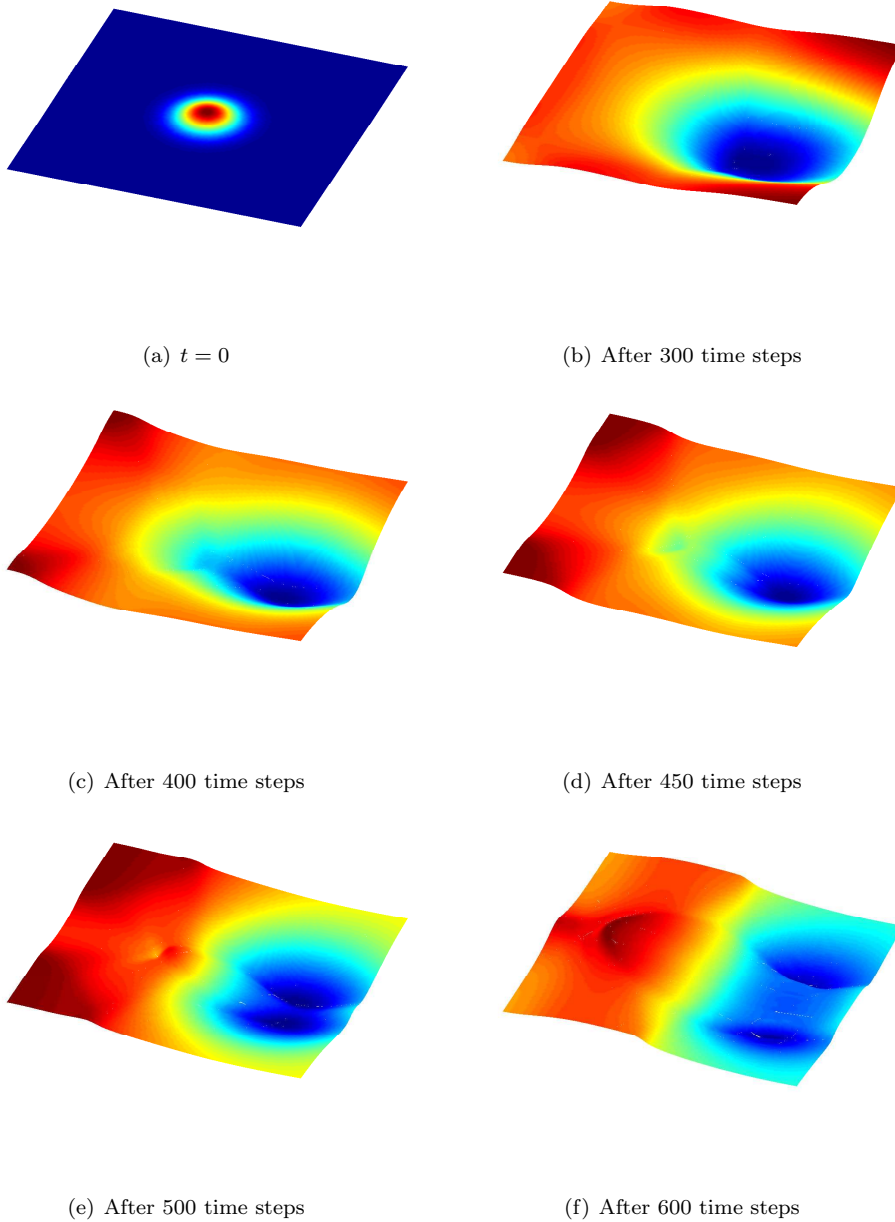 (a) t = 0
(b) After 300 time steps
(c) After 400 time steps
(d) After 450 time steps
(e) After 500 time steps
(f) After 600 time steps